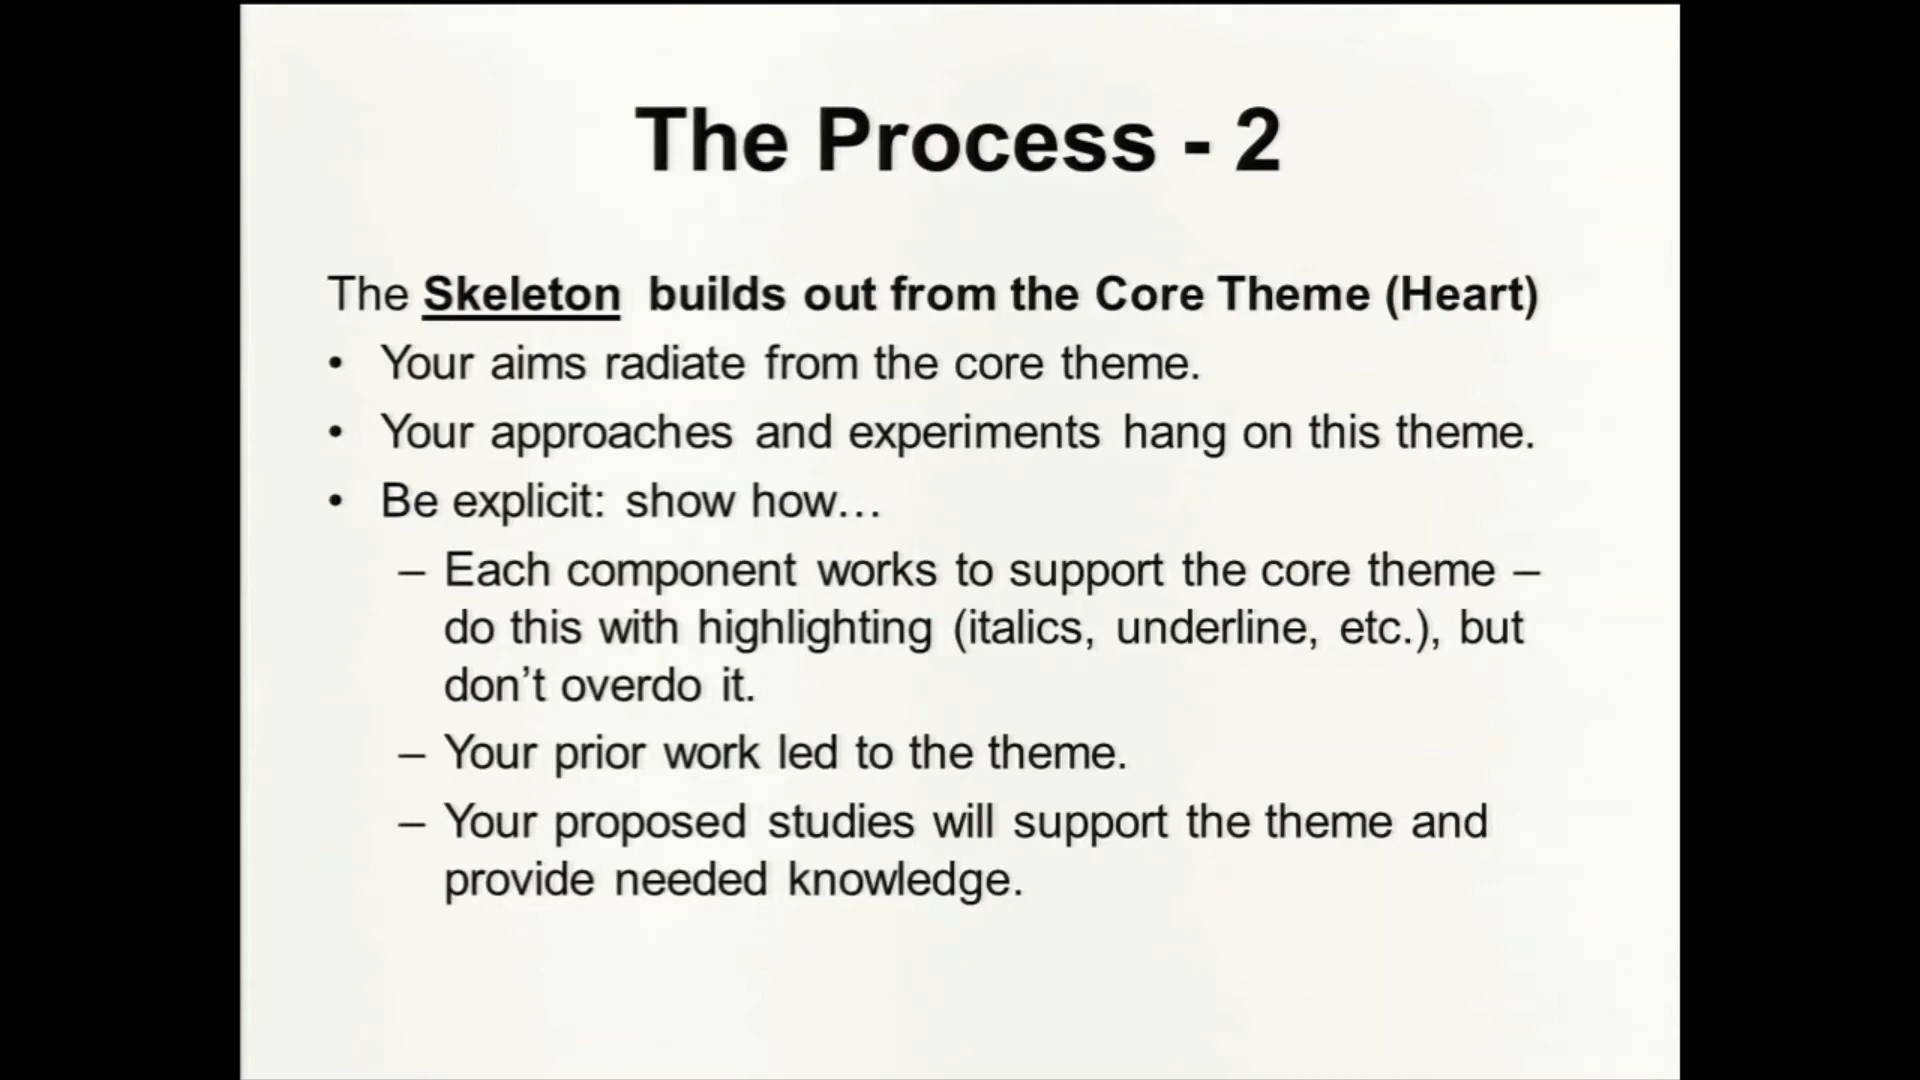 The Process - 2
The Skeleton builds out from the Core Theme (Heart)
• Your aims radiate from the core theme.
• Your approaches and experiments hang on this theme.
• Be explicit: show how…
– Each component works to support the core theme –
do this with highlighting (italics, underline, etc.), but
don’t overdo it.
– Your prior work led to the theme.
– Your proposed studies will support the theme and
provide needed knowledge.